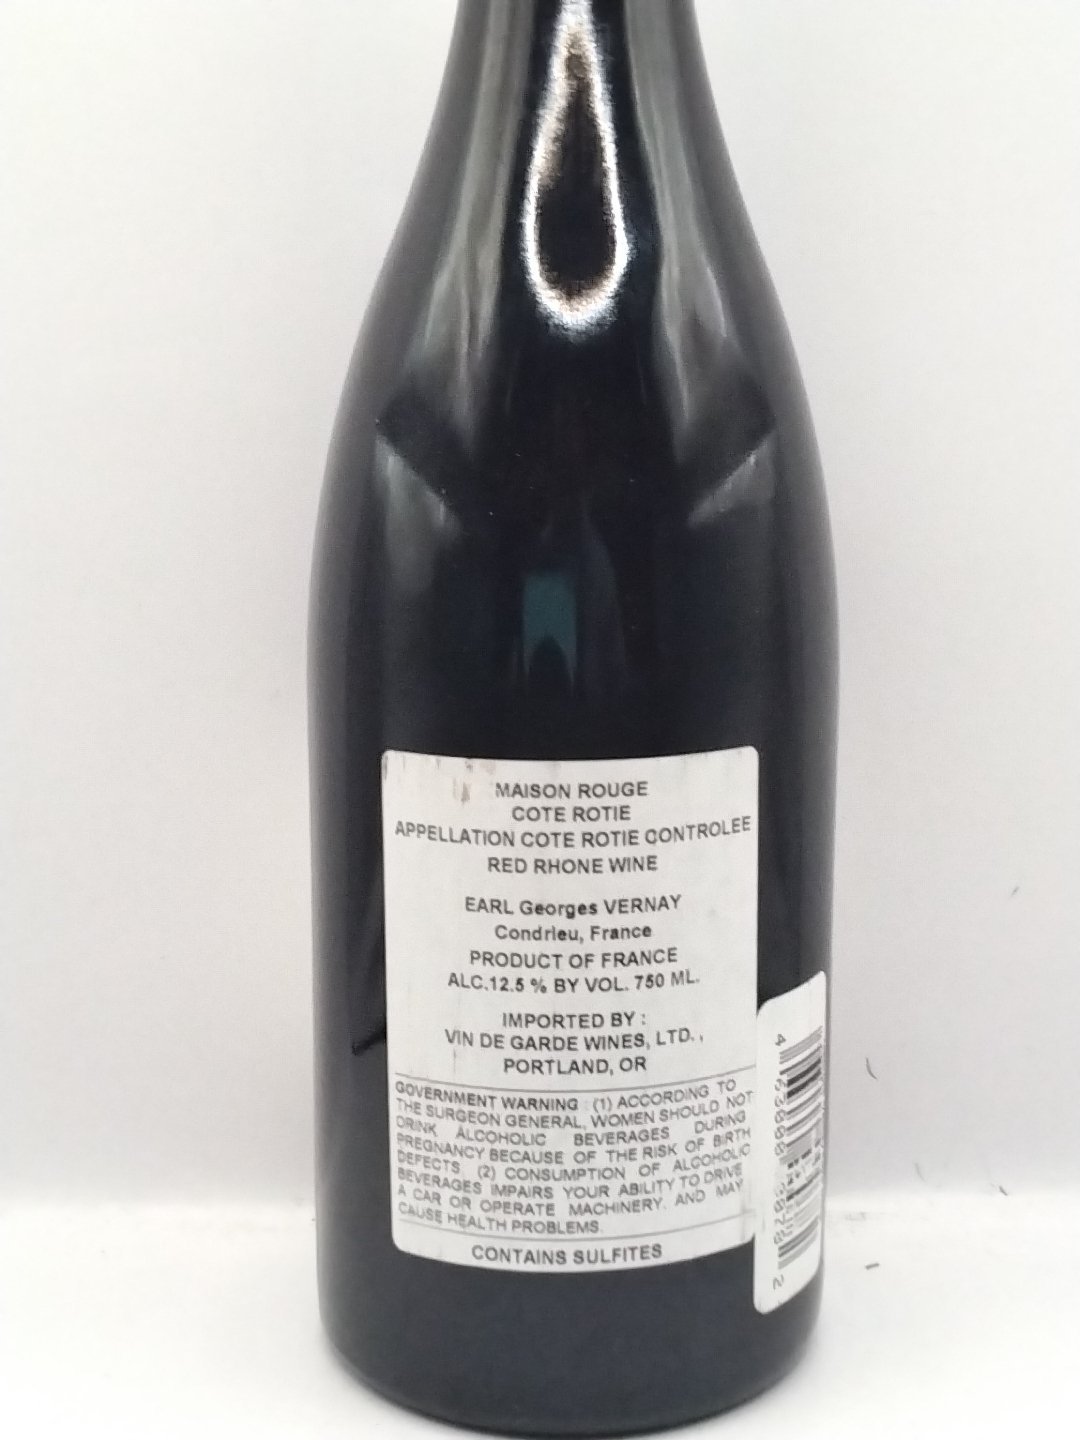 MAISON ROUGE
COTE ROTIE
APPELLATION COTE ROTIE CONTROLEE
RED RHONE WINE
EARL Georges VERNAY
Condrieu, France
PRODUCT OF FRANCE
ALC.12.5 % BY VOL. 750 ML.
IMPORTED BY :
VIN DE GARDE WINES, LTD.,
PORTLAND, OR
GOVERNMENT WARNING : (1) ACCORDING TO
THE SURGEON GENERAL, WOMEN SHOULD NOT
DRINK ALCOHOLIC BEVERAGES DURING
PREGNANCY BECAUSE OF THE RISK OF BIRTH
DEFECTS. (2) CONSUMPTION OF ALCOHOLIC
BEVERAGES IMPAIRS YOUR ABILITY TO DRIVE
A CAR OR OPERATE MACHINERY. AND MAY
CAUSE HEALTH PROBLEMS.
CONTAINS SULFITES